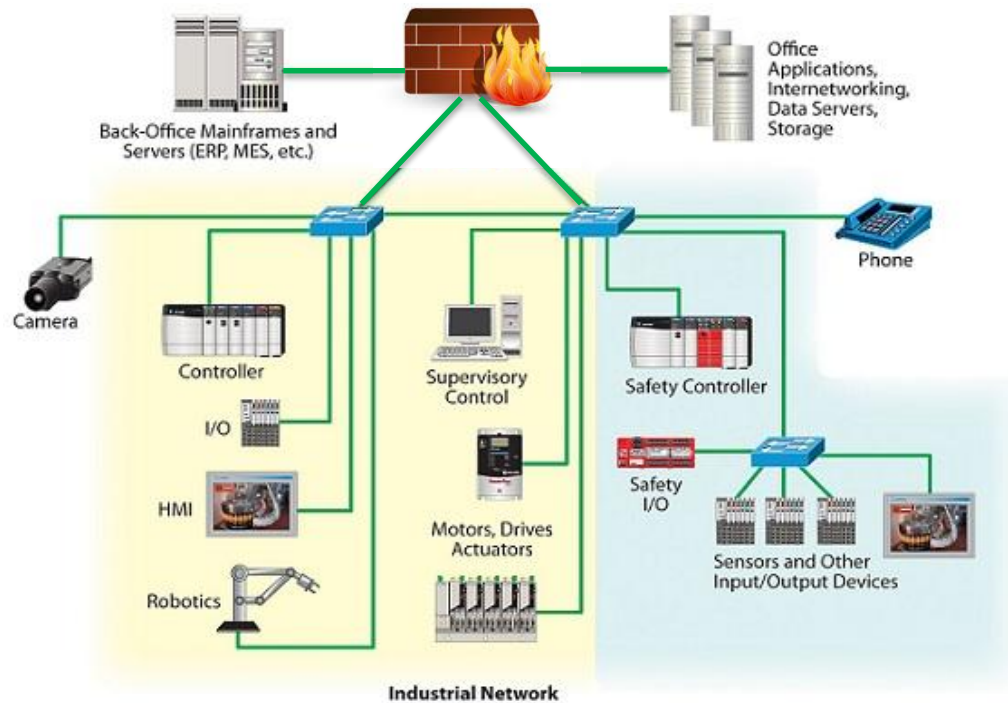 Office
Applications,
Internetworking,
Data Servers,
Storage
Back-Office Mainframes and
Servers (ERP, MES, etc.)
Phone
Camera
Controller
Supervisory
Control
Safety Controller
I/O
HMI
Safety
I/O
Motors, Drives
Actuators
Sensors and Other
Input/Output Devices
Robotics
Industrial Network